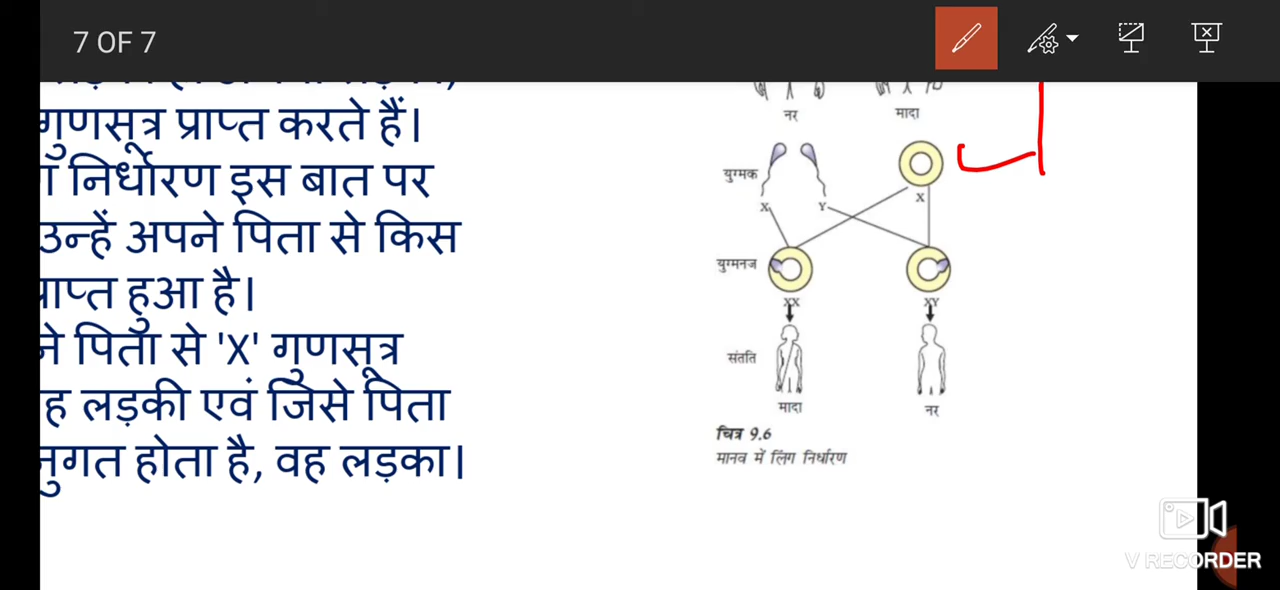 7 OF 7
गुणसूत्र प्राप्त करते हैं।
निर्धारण इस बात पर
उन्हें अपने पिता से किस
प्राप्त हुआ है।
ने पिता से 'X' गुणसूत्र
ह लड़की एवं जिसे पिता
नुगत होता है, वह लड़का।
नर मादा
युग्मक
X Y X
युग्मनज
XX XY
संतति
मादा नर
चित्र 9.6
मानव में लिंग निर्धारण
V RECORDER